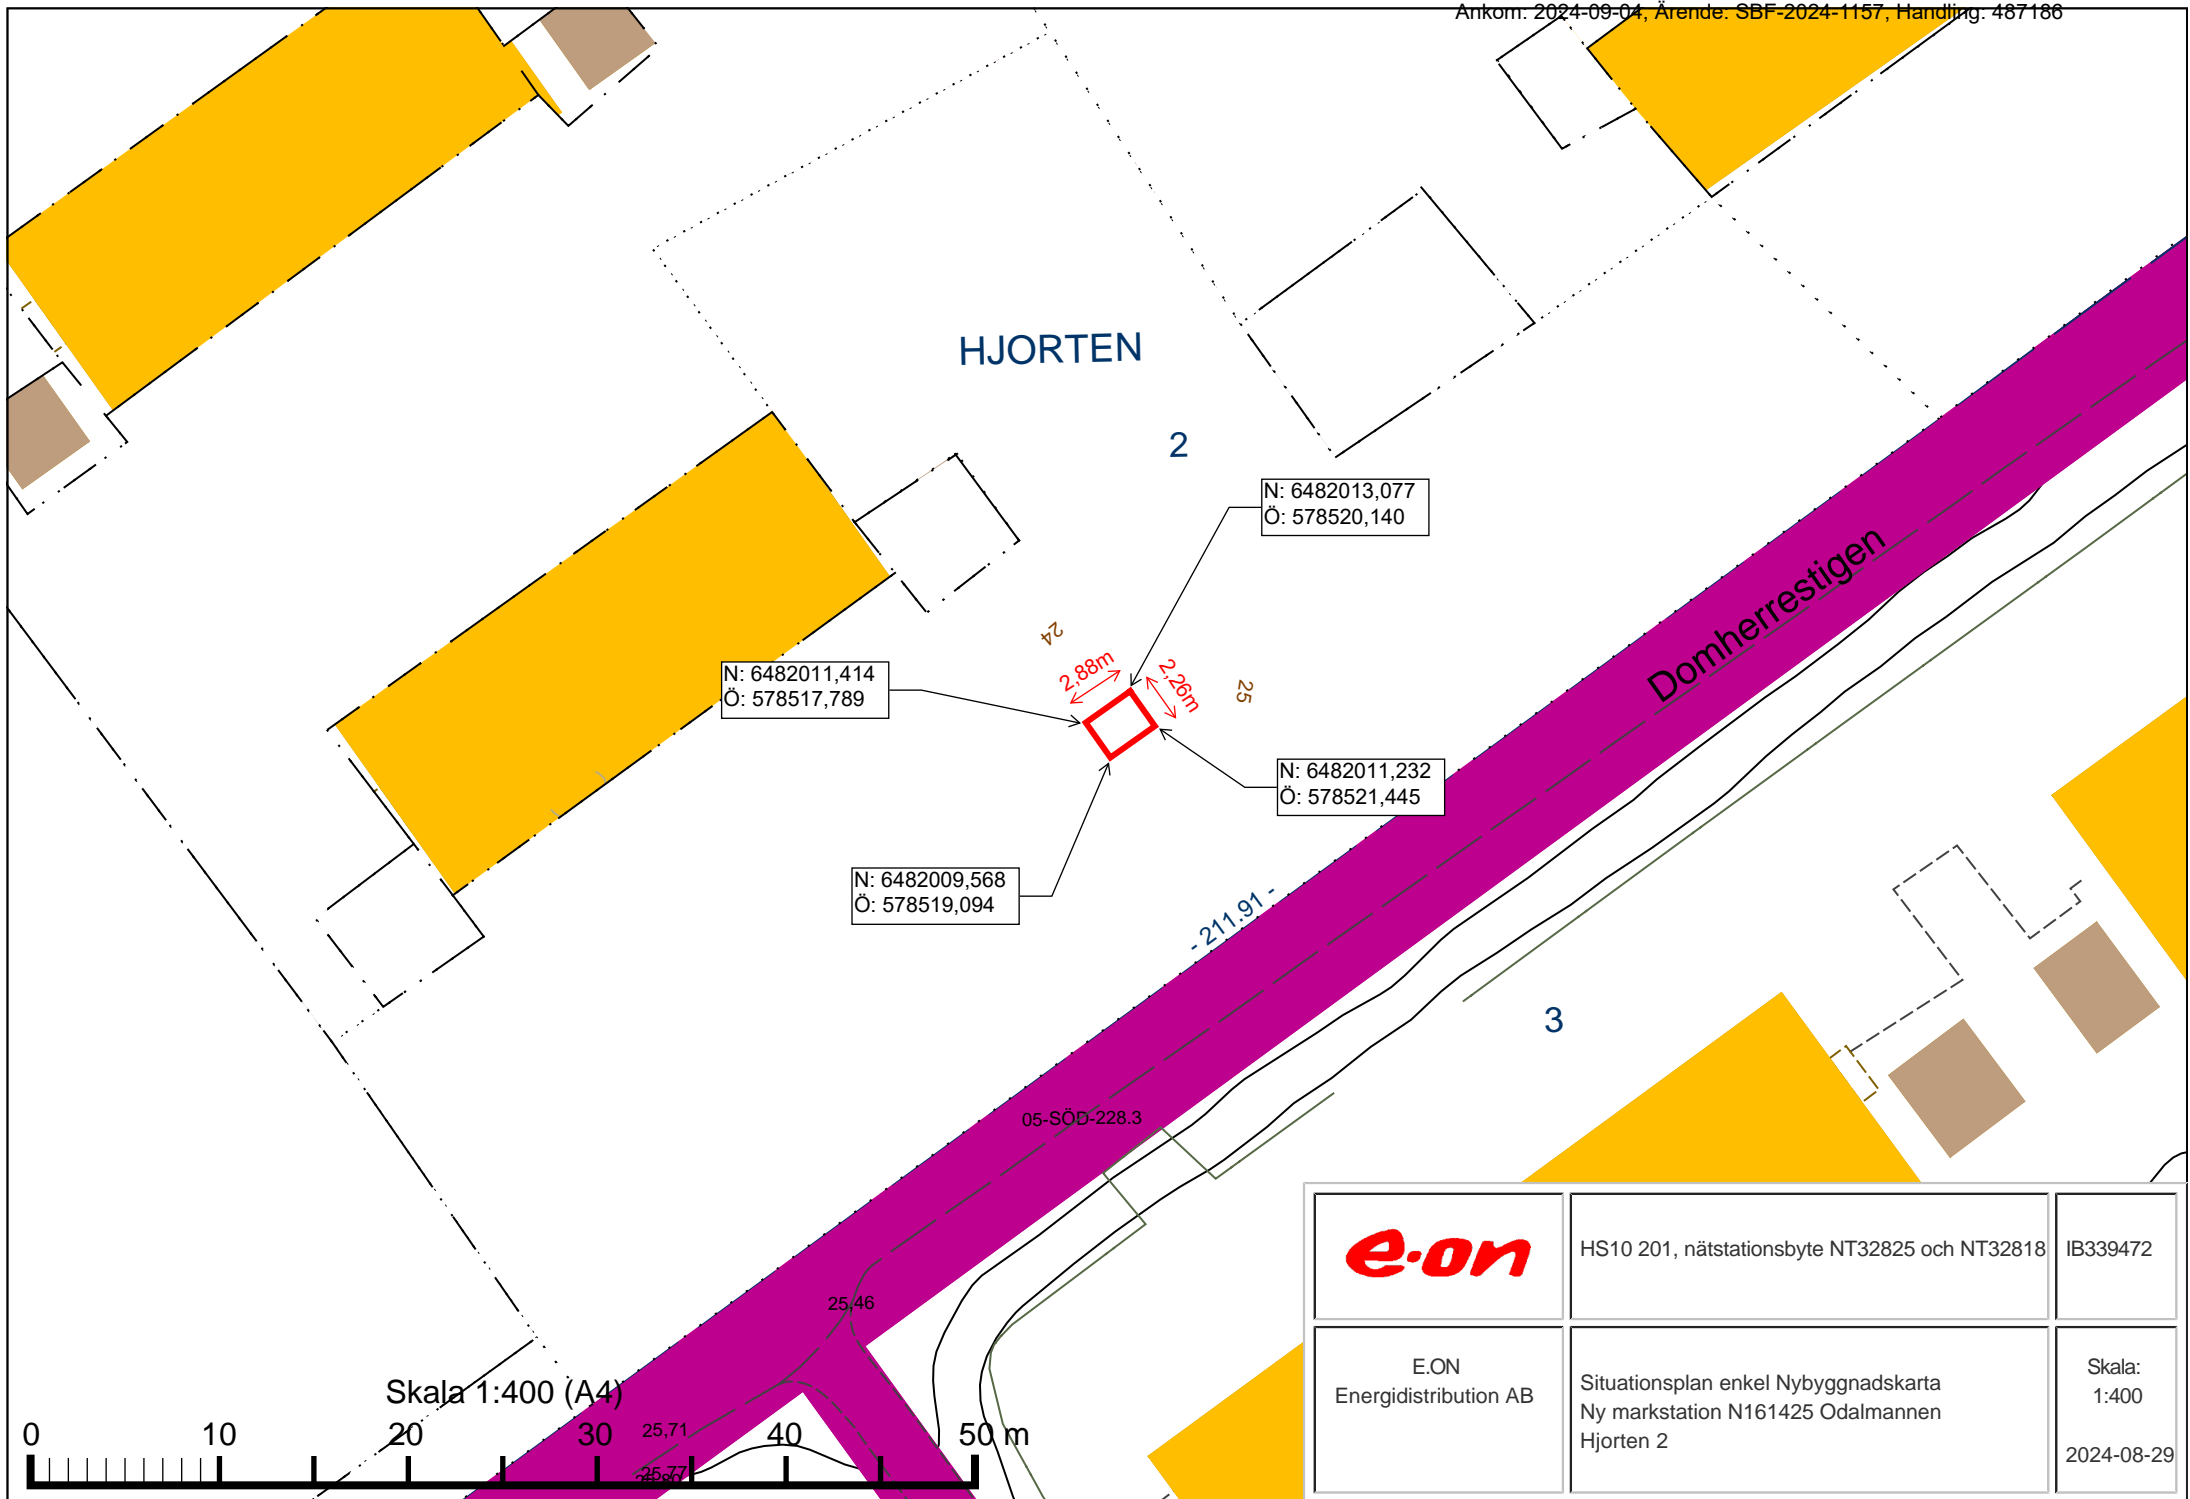 Ankom: 2024-09-04, Ärende: SBF-2024-1157, Handling: 487186
HJORTEN
2
N: 6482013,077
Ö: 578520,140
24
2,88m
2,26m
25
N: 6482011,414
Ö: 578517,789
Domherrestigen
N: 6482011,232
Ö: 578521,445
N: 6482009,568
Ö: 578519,094
- 211.91 -
3
05-SÖD-228.3
25,46
Skala 1:400 (A4)
0 10 20 30 40 50 m
25,71
25,77
e·on
HS10 201, nätstationsbyte NT32825 och NT32818
IB339472
E.ON
Energidistribution AB
Situationsplan enkel Nybyggnadskarta
Ny markstation N161425 Odalmannen
Hjorten 2
Skala:
1:400
2024-08-29